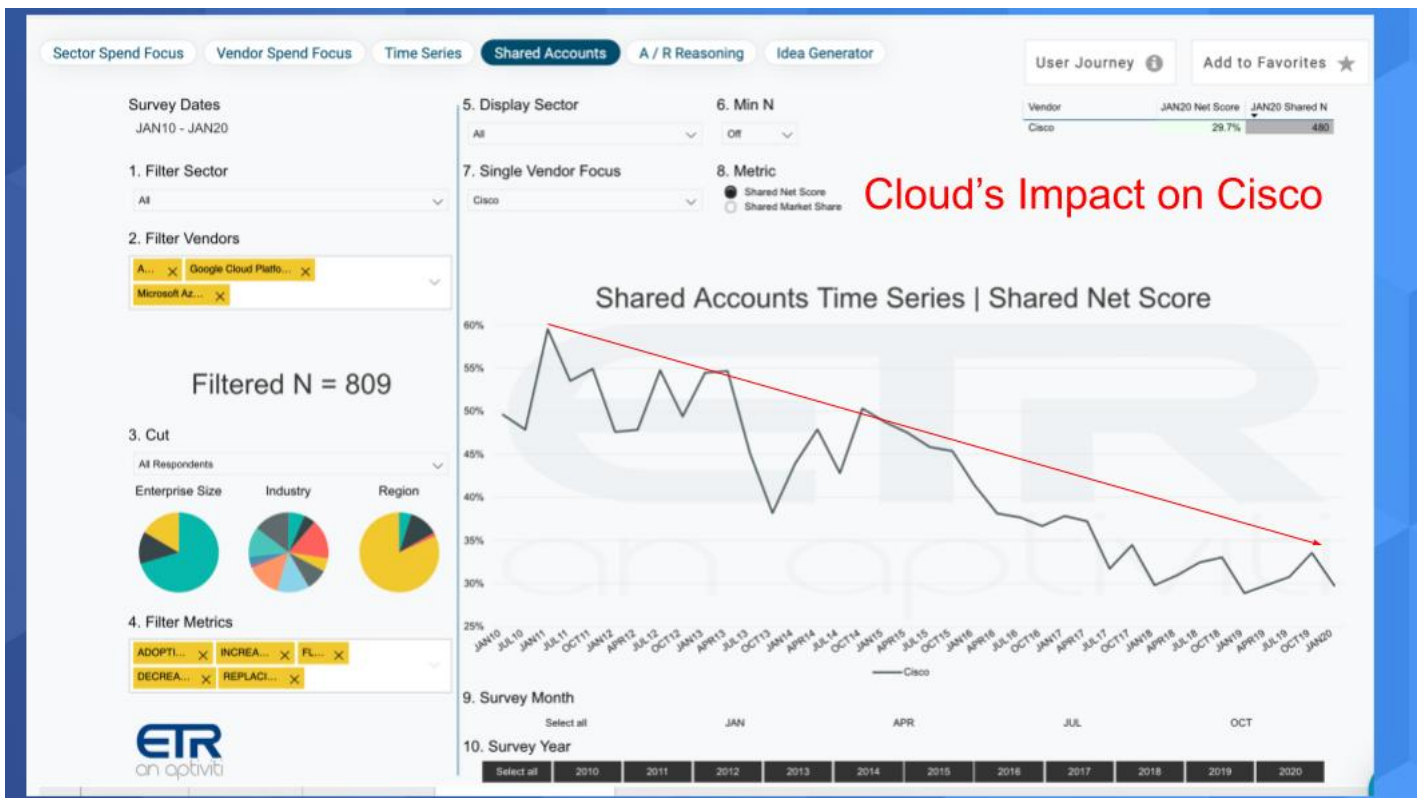 Sector Spend Focus Vendor Spend Focus Time Series Shared Accounts A / R Reasoning Idea Generator
User Journey Add to Favorites
Survey Dates
JAN10 - JAN20
1. Filter Sector
All
2. Filter Vendors
A... Google Cloud Platfo...
Microsoft Az...
Filtered N = 809
3. Cut
All Respondents
Enterprise Size Industry Region
4. Filter Metrics
ADOPTI... INCREA... FL...
DECREA... REPLACI...
ETR
an aptiviti
5. Display Sector
All
6. Min N
Off
7. Single Vendor Focus
Cisco
8. Metric
Shared Net Score
Shared Market Share
Vendor JAN20 Net Score JAN20 Shared N
Cisco 29.7% 480
Cloud's Impact on Cisco
Shared Accounts Time Series | Shared Net Score
ETR
an aptiviti
60%
55%
50%
45%
40%
35%
30%
25%
JAN10 JUL10 JAN11 JUL11 OCT11 JAN12 APR12 JUL12 OCT12 JAN13 APR13 JUL13 OCT13 JAN14 APR14 JUL14 OCT14 JAN15 APR15 JUL15 OCT15 JAN16 APR16 JUL16 OCT16 JAN17 APR17 JUL17 OCT17 JAN18 APR18 JUL18 OCT18 JAN19 APR19 JUL19 OCT19 JAN20
Cisco
9. Survey Month
Select all JAN APR JUL OCT
10. Survey Year
Select all 2010 2011 2012 2013 2014 2015 2016 2017 2018 2019 2020